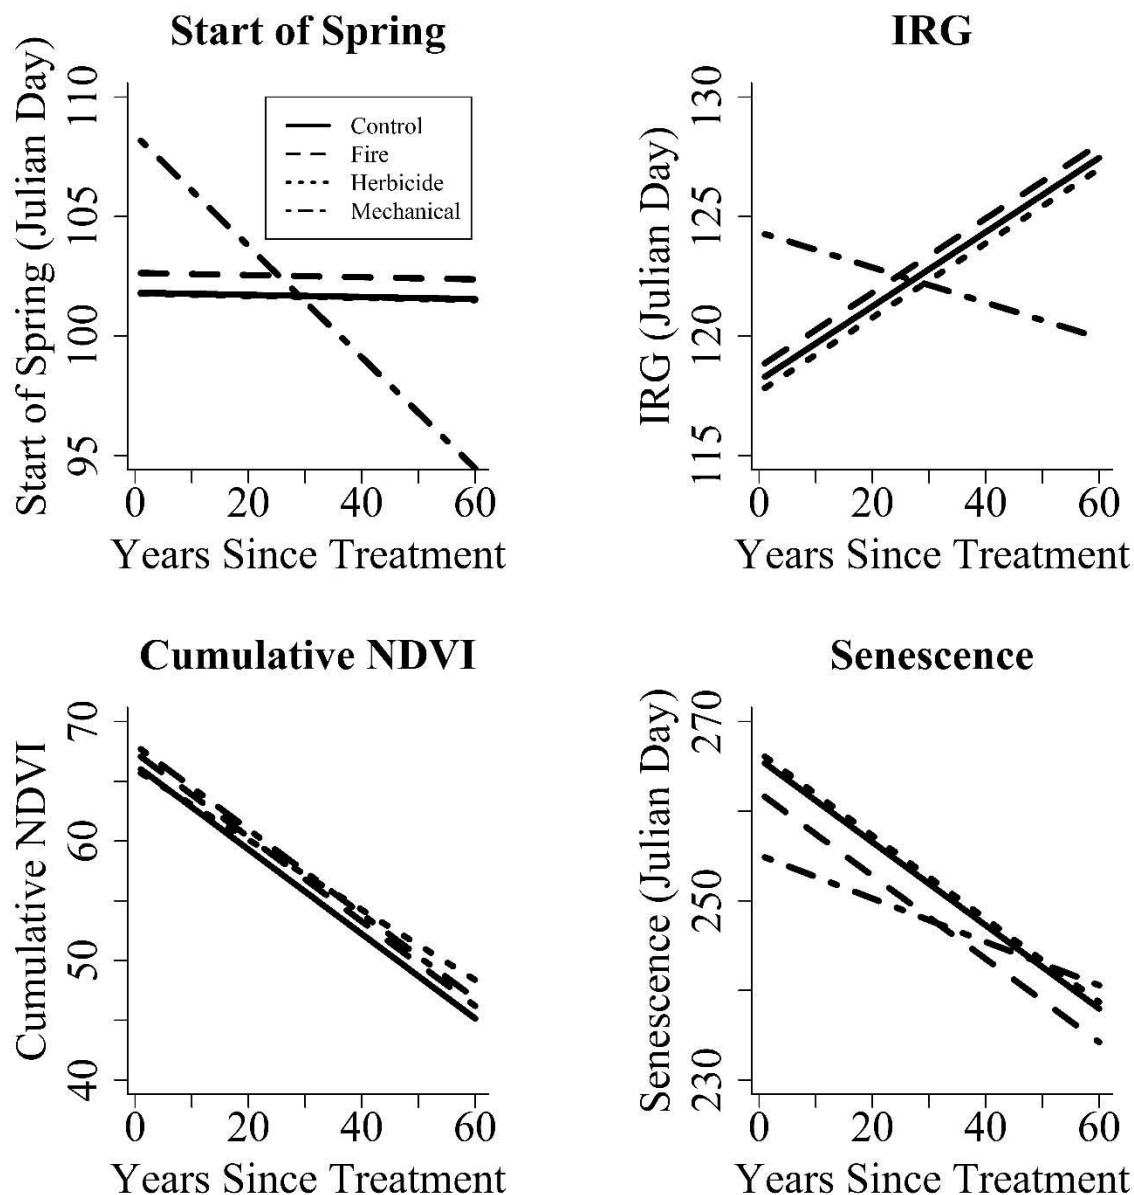 Start of Spring
Start of Spring (Julian Day)
110
105
100
95
Control
Fire
Herbicide
Mechanical
0 20 40 60
Years Since Treatment
IRG
IRG (Julian Day)
130
125
120
115
0 20 40 60
Years Since Treatment
Cumulative NDVI
Cumulative NDVI
70
60
50
40
0 20 40 60
Years Since Treatment
Senescence
Senescence (Julian Day)
270
250
230
0 20 40 60
Years Since Treatment